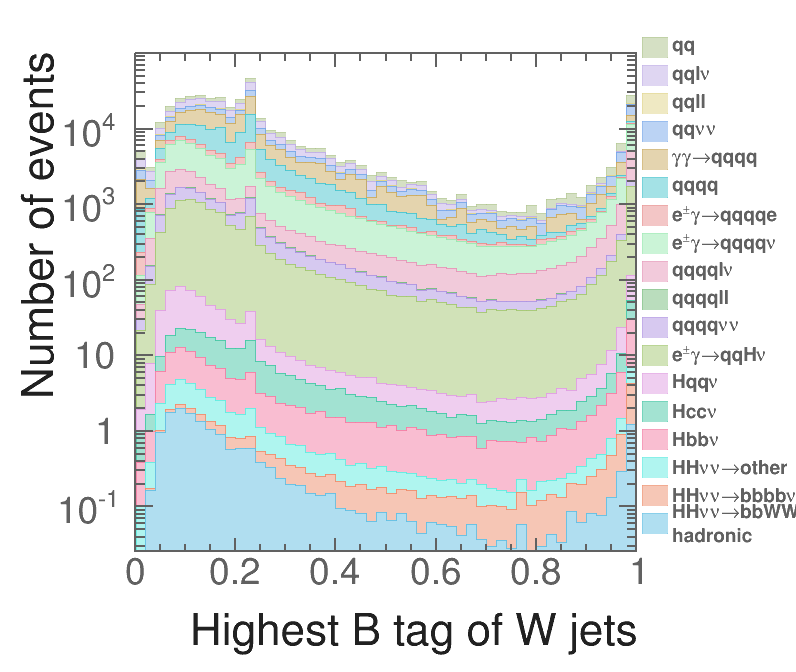 Number of events
10⁴
10³
10²
10
1
10⁻¹
0
0.2
0.4
0.6
0.8
1
Highest B tag of W jets
qq
qqlν
qqll
qqνν
γγ→qqqq
qqqq
e±γ→qqqqe
e±γ→qqqqν
qqqqlν
qqqqll
qqqqνν
e±γ→qqHν
Hqqν
Hccν
Hbbν
HHνν→other
HHνν→bbbbν
HHνν→bbWW
hadronic